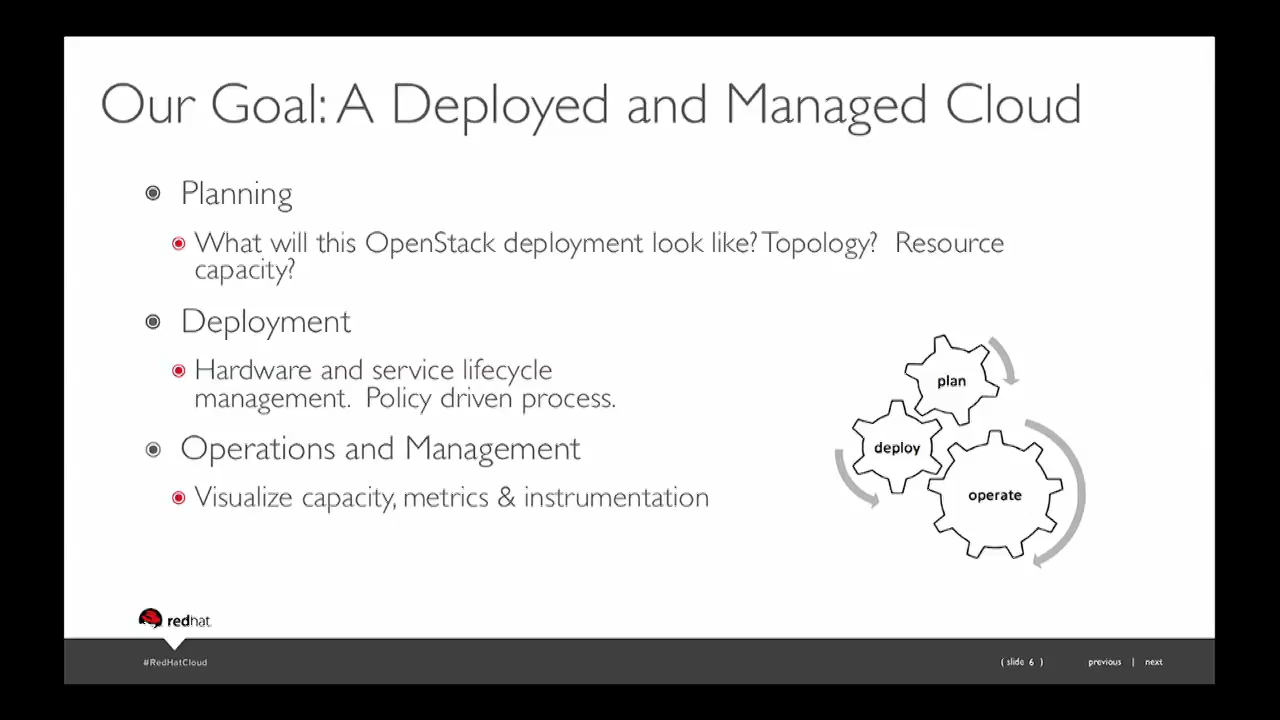 Our Goal: A Deployed and Managed Cloud
Planning
What will this OpenStack deployment look like? Topology? Resource
capacity?
Deployment
Hardware and service lifecycle
management. Policy driven process.
Operations and Management
Visualize capacity, metrics & instrumentation
plan
deploy
operate
redhat.
#RedHatCloud
( slide 6 )
previous | next